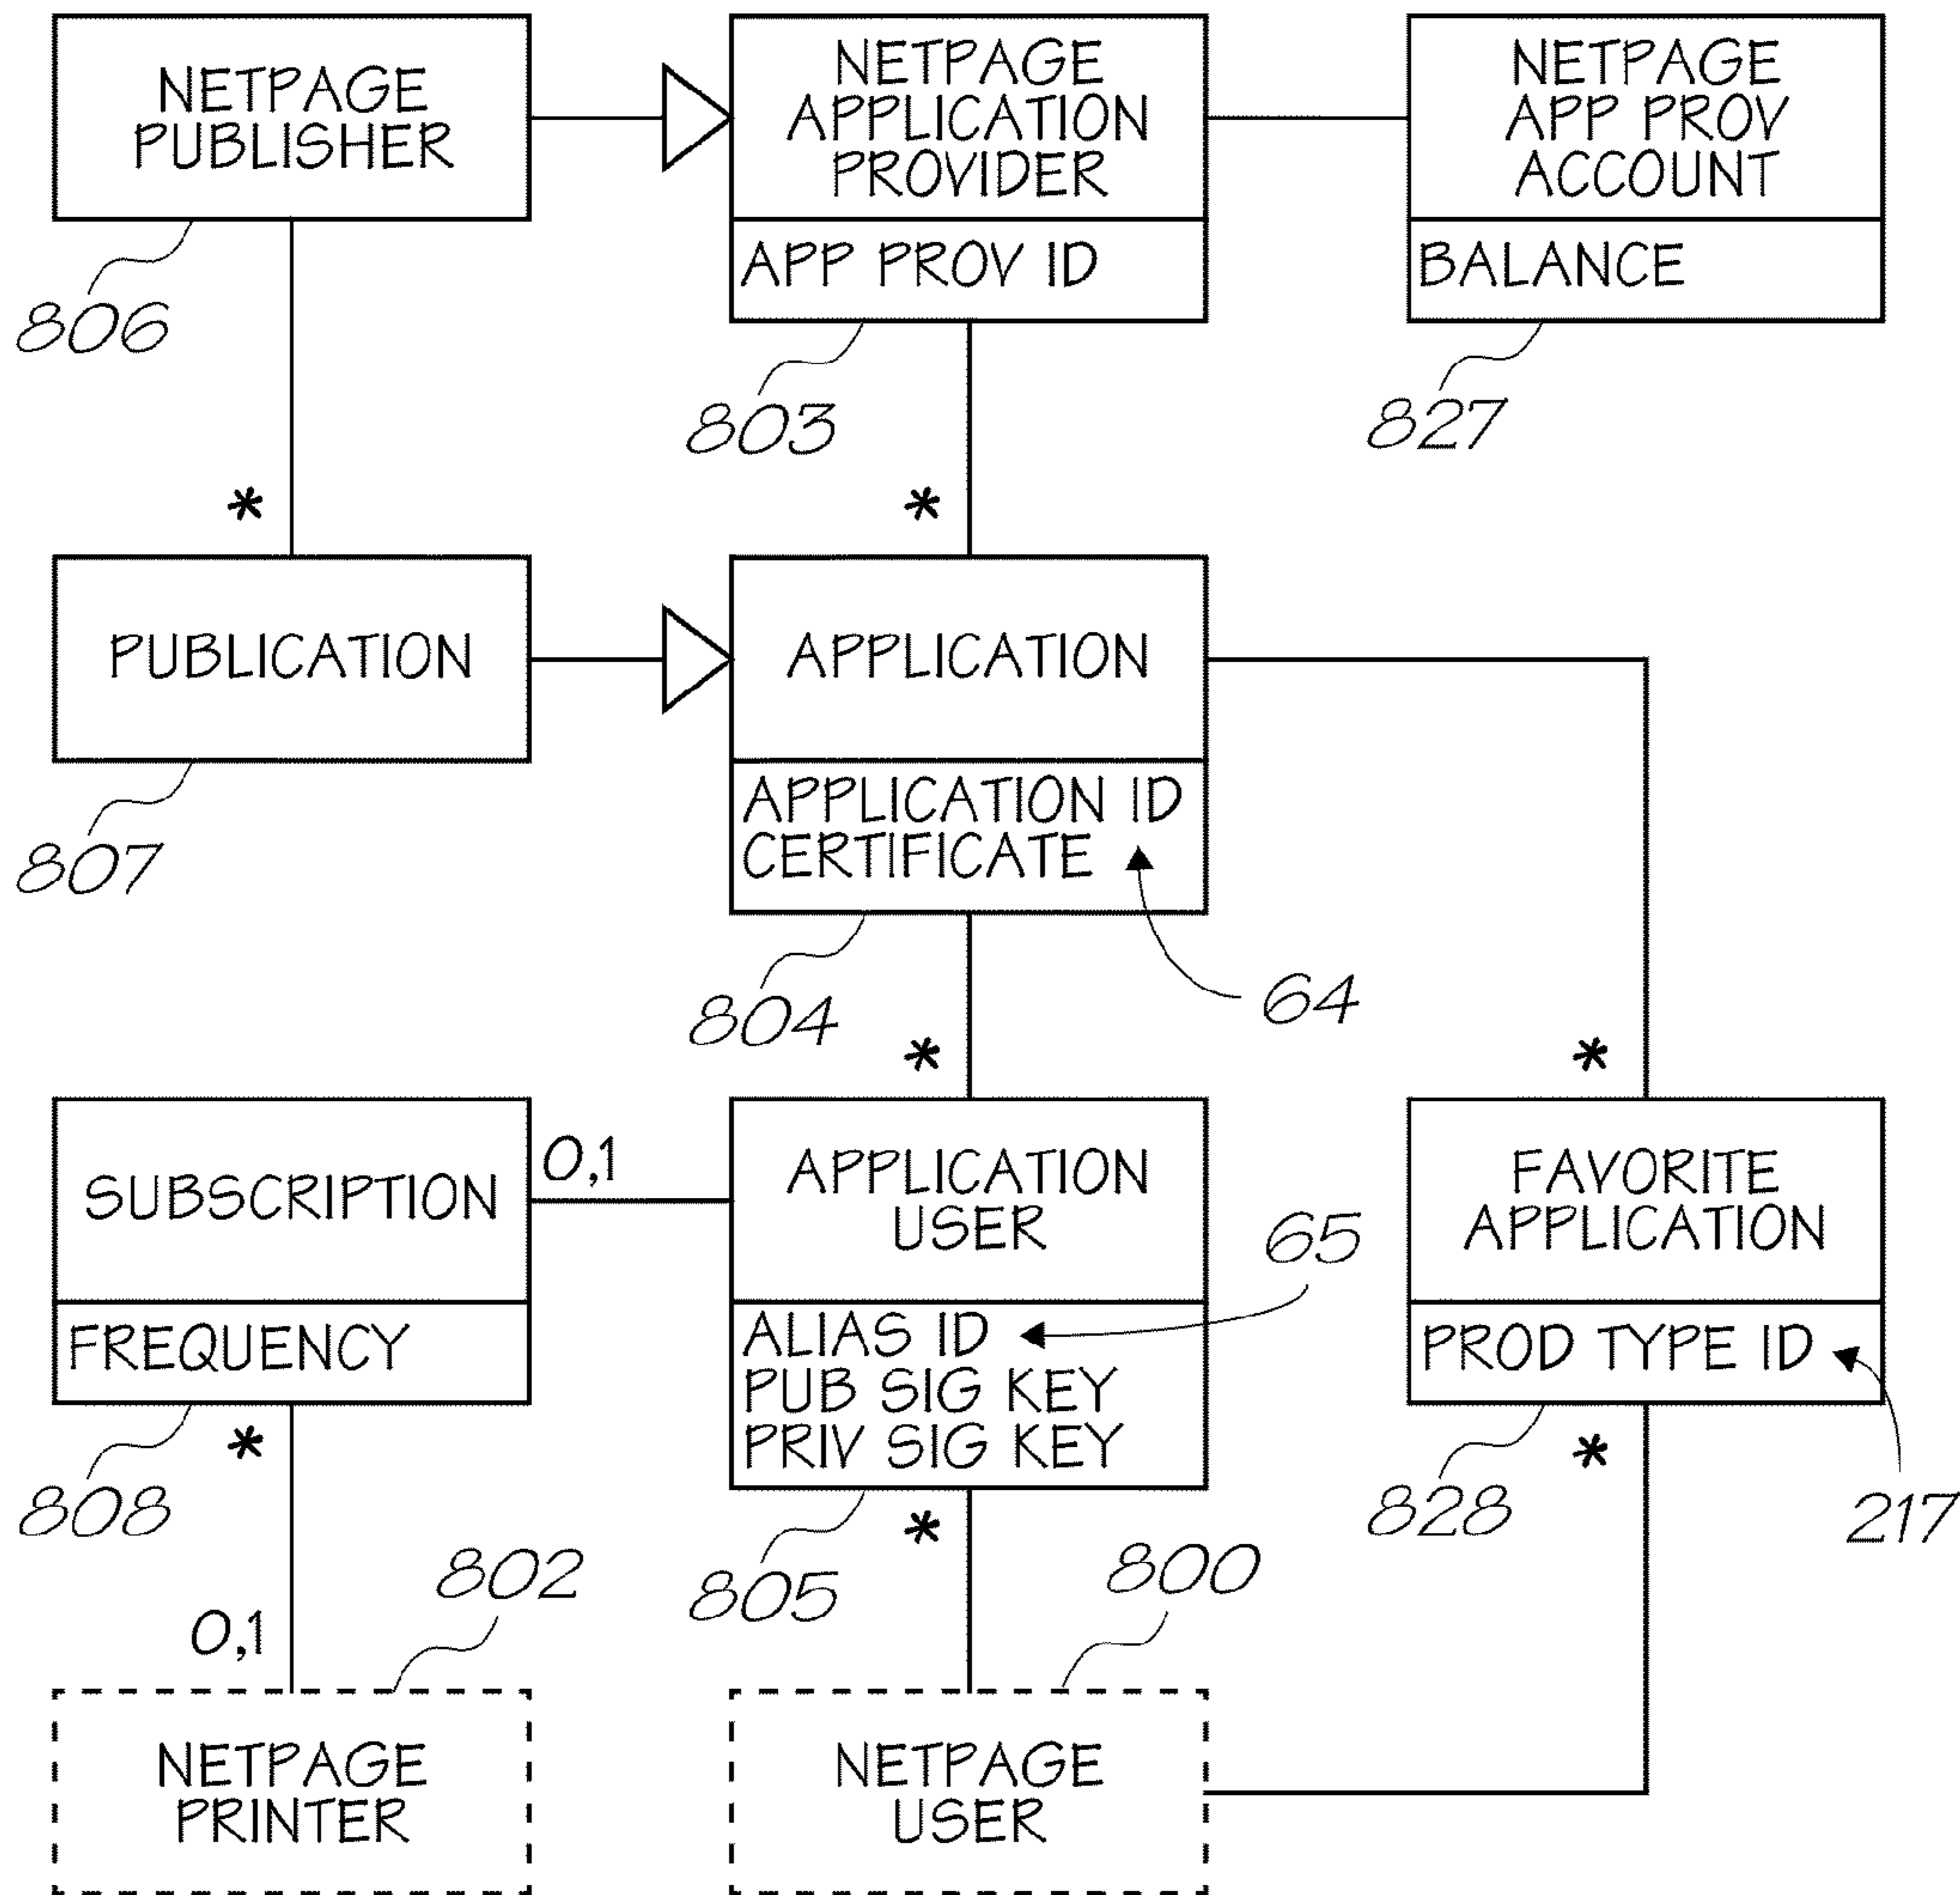 NETPAGE
PUBLISHER
806
NETPAGE
APPLICATION
PROVIDER
APP PROV ID
803
NETPAGE
APP PROV
ACCOUNT
BALANCE
827
*
*
PUBLICATION
807
APPLICATION
APPLICATION ID
CERTIFICATE
64
804
*
*
SUBSCRIPTION
FREQUENCY
0,1
808
*
APPLICATION
USER
65
ALIAS ID
PUB SIG KEY
PRIV SIG KEY
805
*
FAVORITE
APPLICATION
PROD TYPE ID
828
*
217
802
0,1
800
NETPAGE
PRINTER
NETPAGE
USER